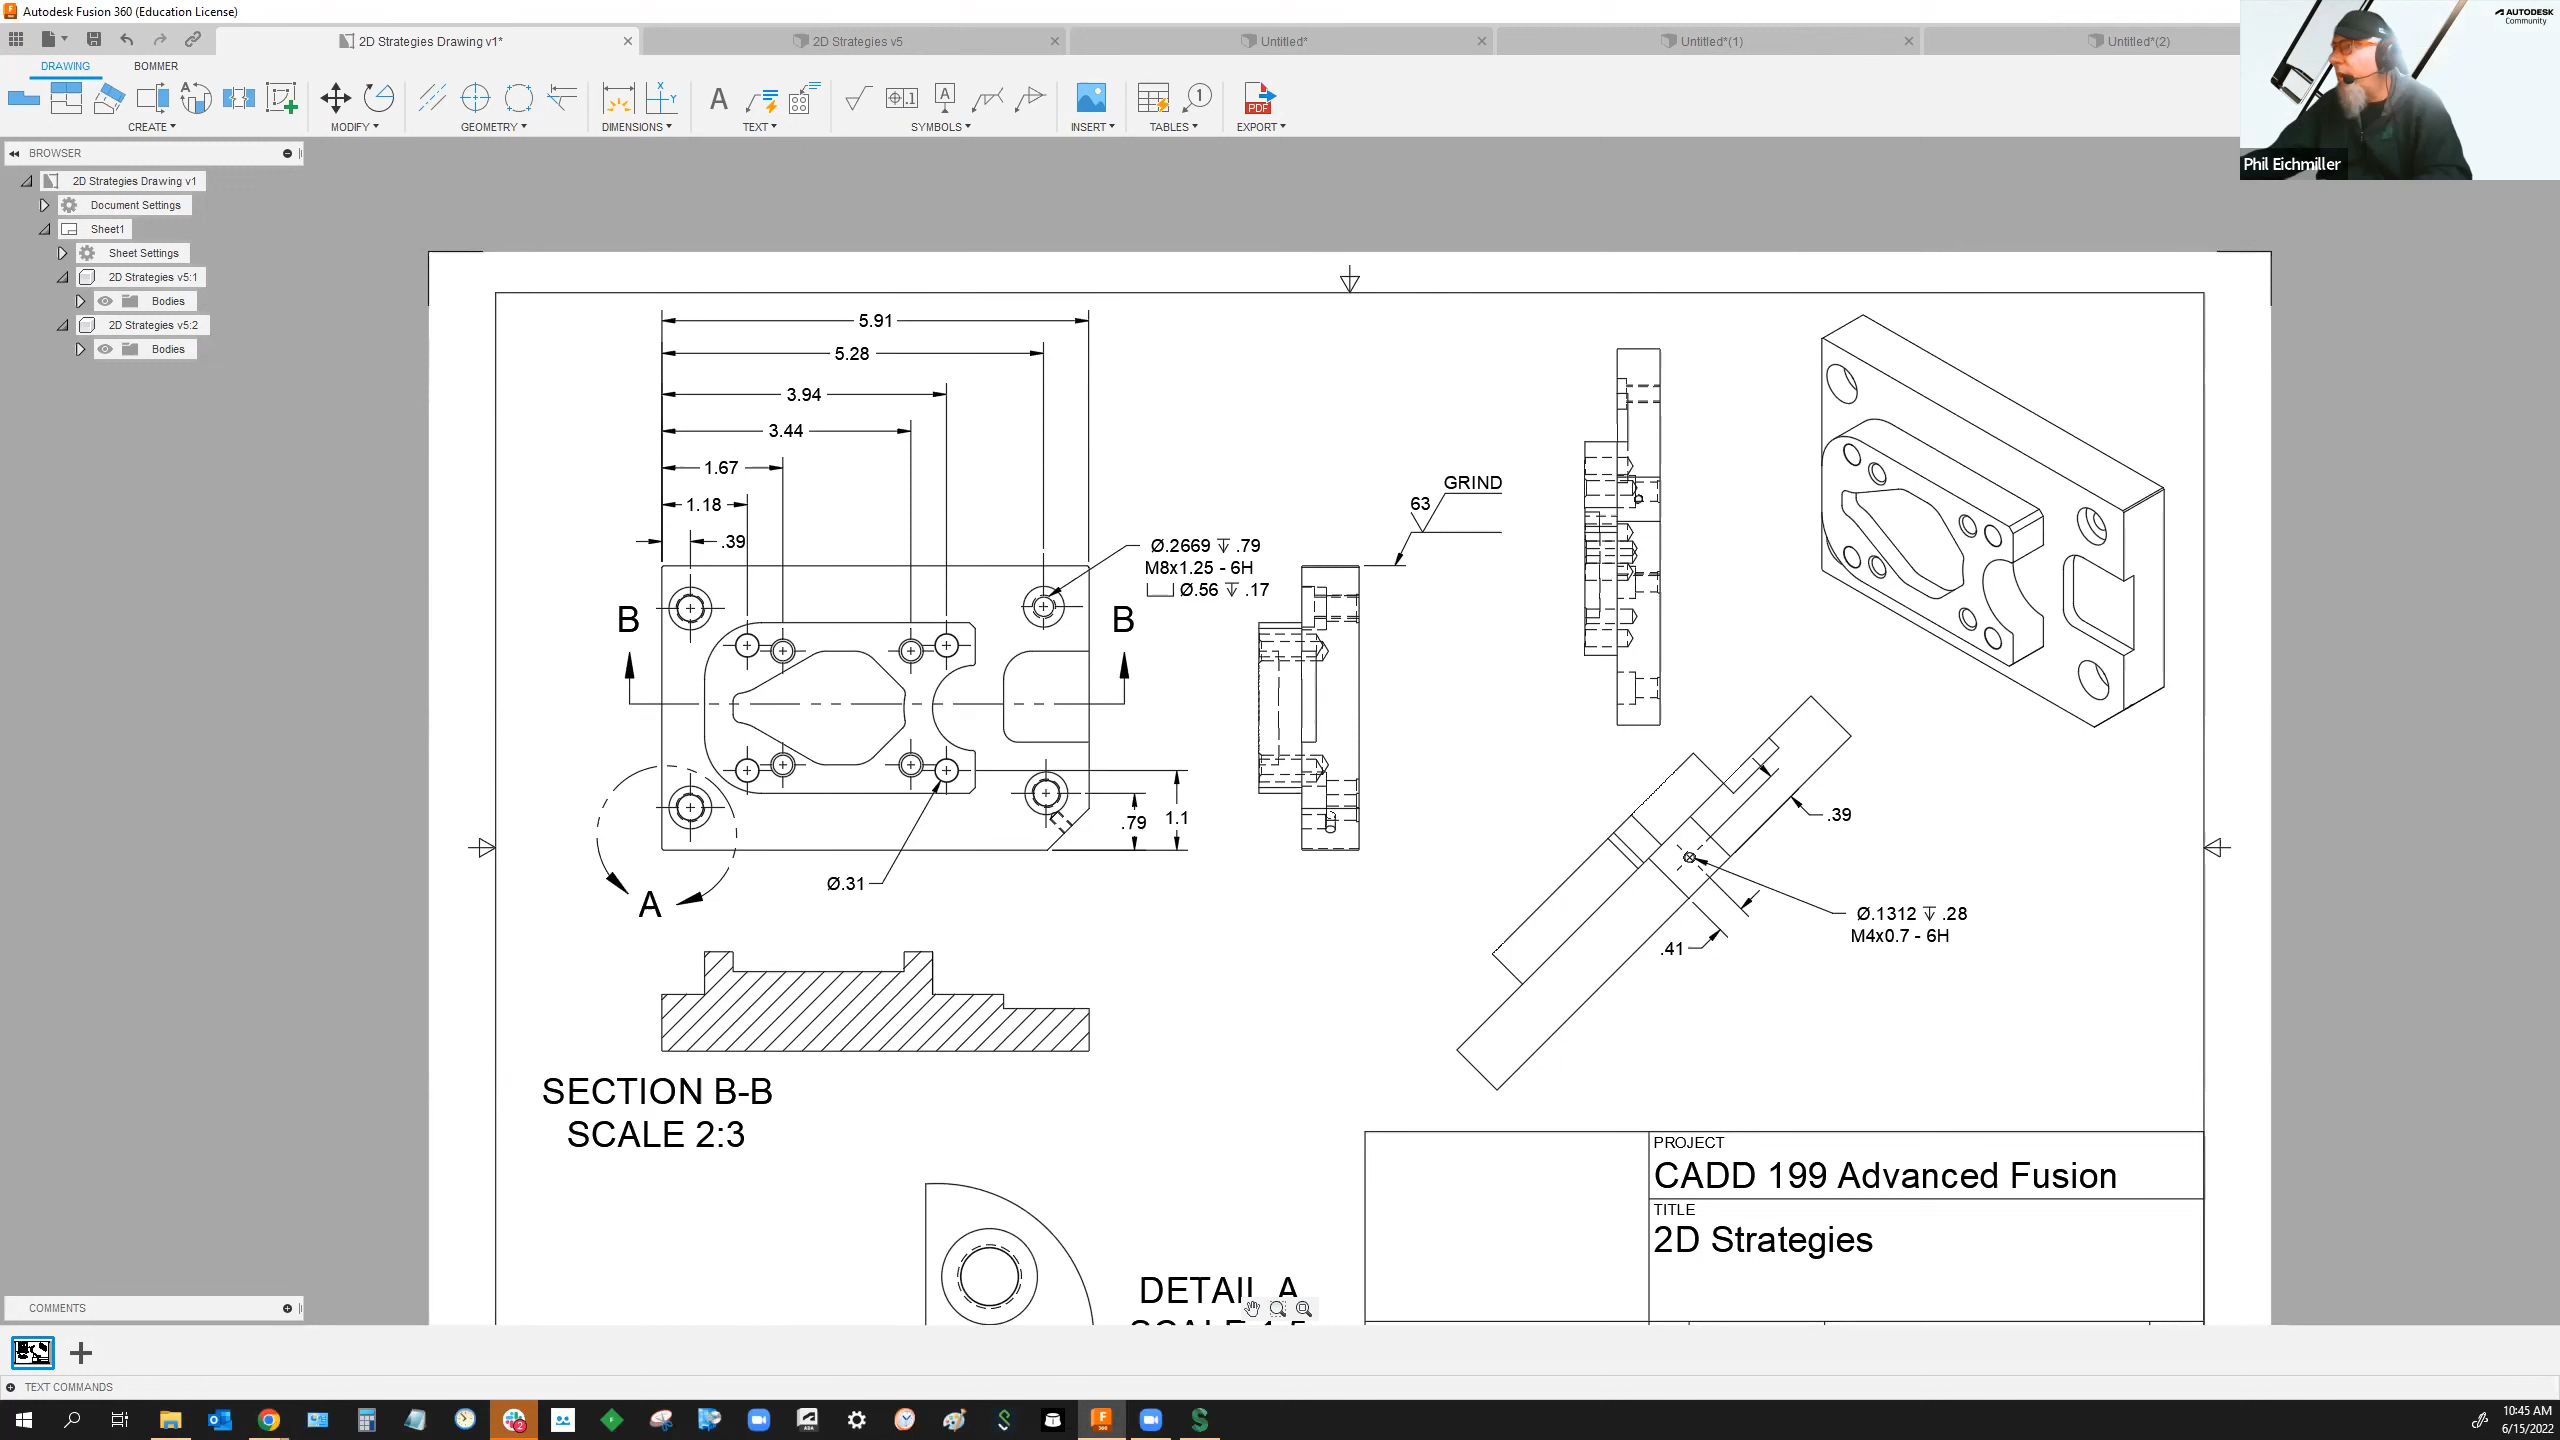 Autodesk Fusion 360 (Education License)
AUTODESK
Community
2D Strategies Drawing v1*
2D Strategies v5
Untitled*
Untitled*(1)
Untitled*(2)
DRAWING
BOMMER
CREATE
MODIFY
GEOMETRY
DIMENSIONS
TEXT
SYMBOLS
INSERT
TABLES
EXPORT
Phil Eichmiller
BROWSER
2D Strategies Drawing v1
Document Settings
Sheet1
Sheet Settings
2D Strategies v5:1
Bodies
2D Strategies v5:2
Bodies
5.91
5.28
3.94
3.44
1.67
1.18
.39
GRIND
63
Ø.2669 ↧ .79
M8x1.25 - 6H
⌴ Ø.56 ↧ .17
B
B
.79
1.1
Ø.31
A
.39
Ø.1312 ↧ .28
M4x0.7 - 6H
.41
SECTION B-B
SCALE 2:3
PROJECT
CADD 199 Advanced Fusion
TITLE
2D Strategies
DETAIL A
COMMENTS
TEXT COMMANDS
10:45 AM
6/15/2022